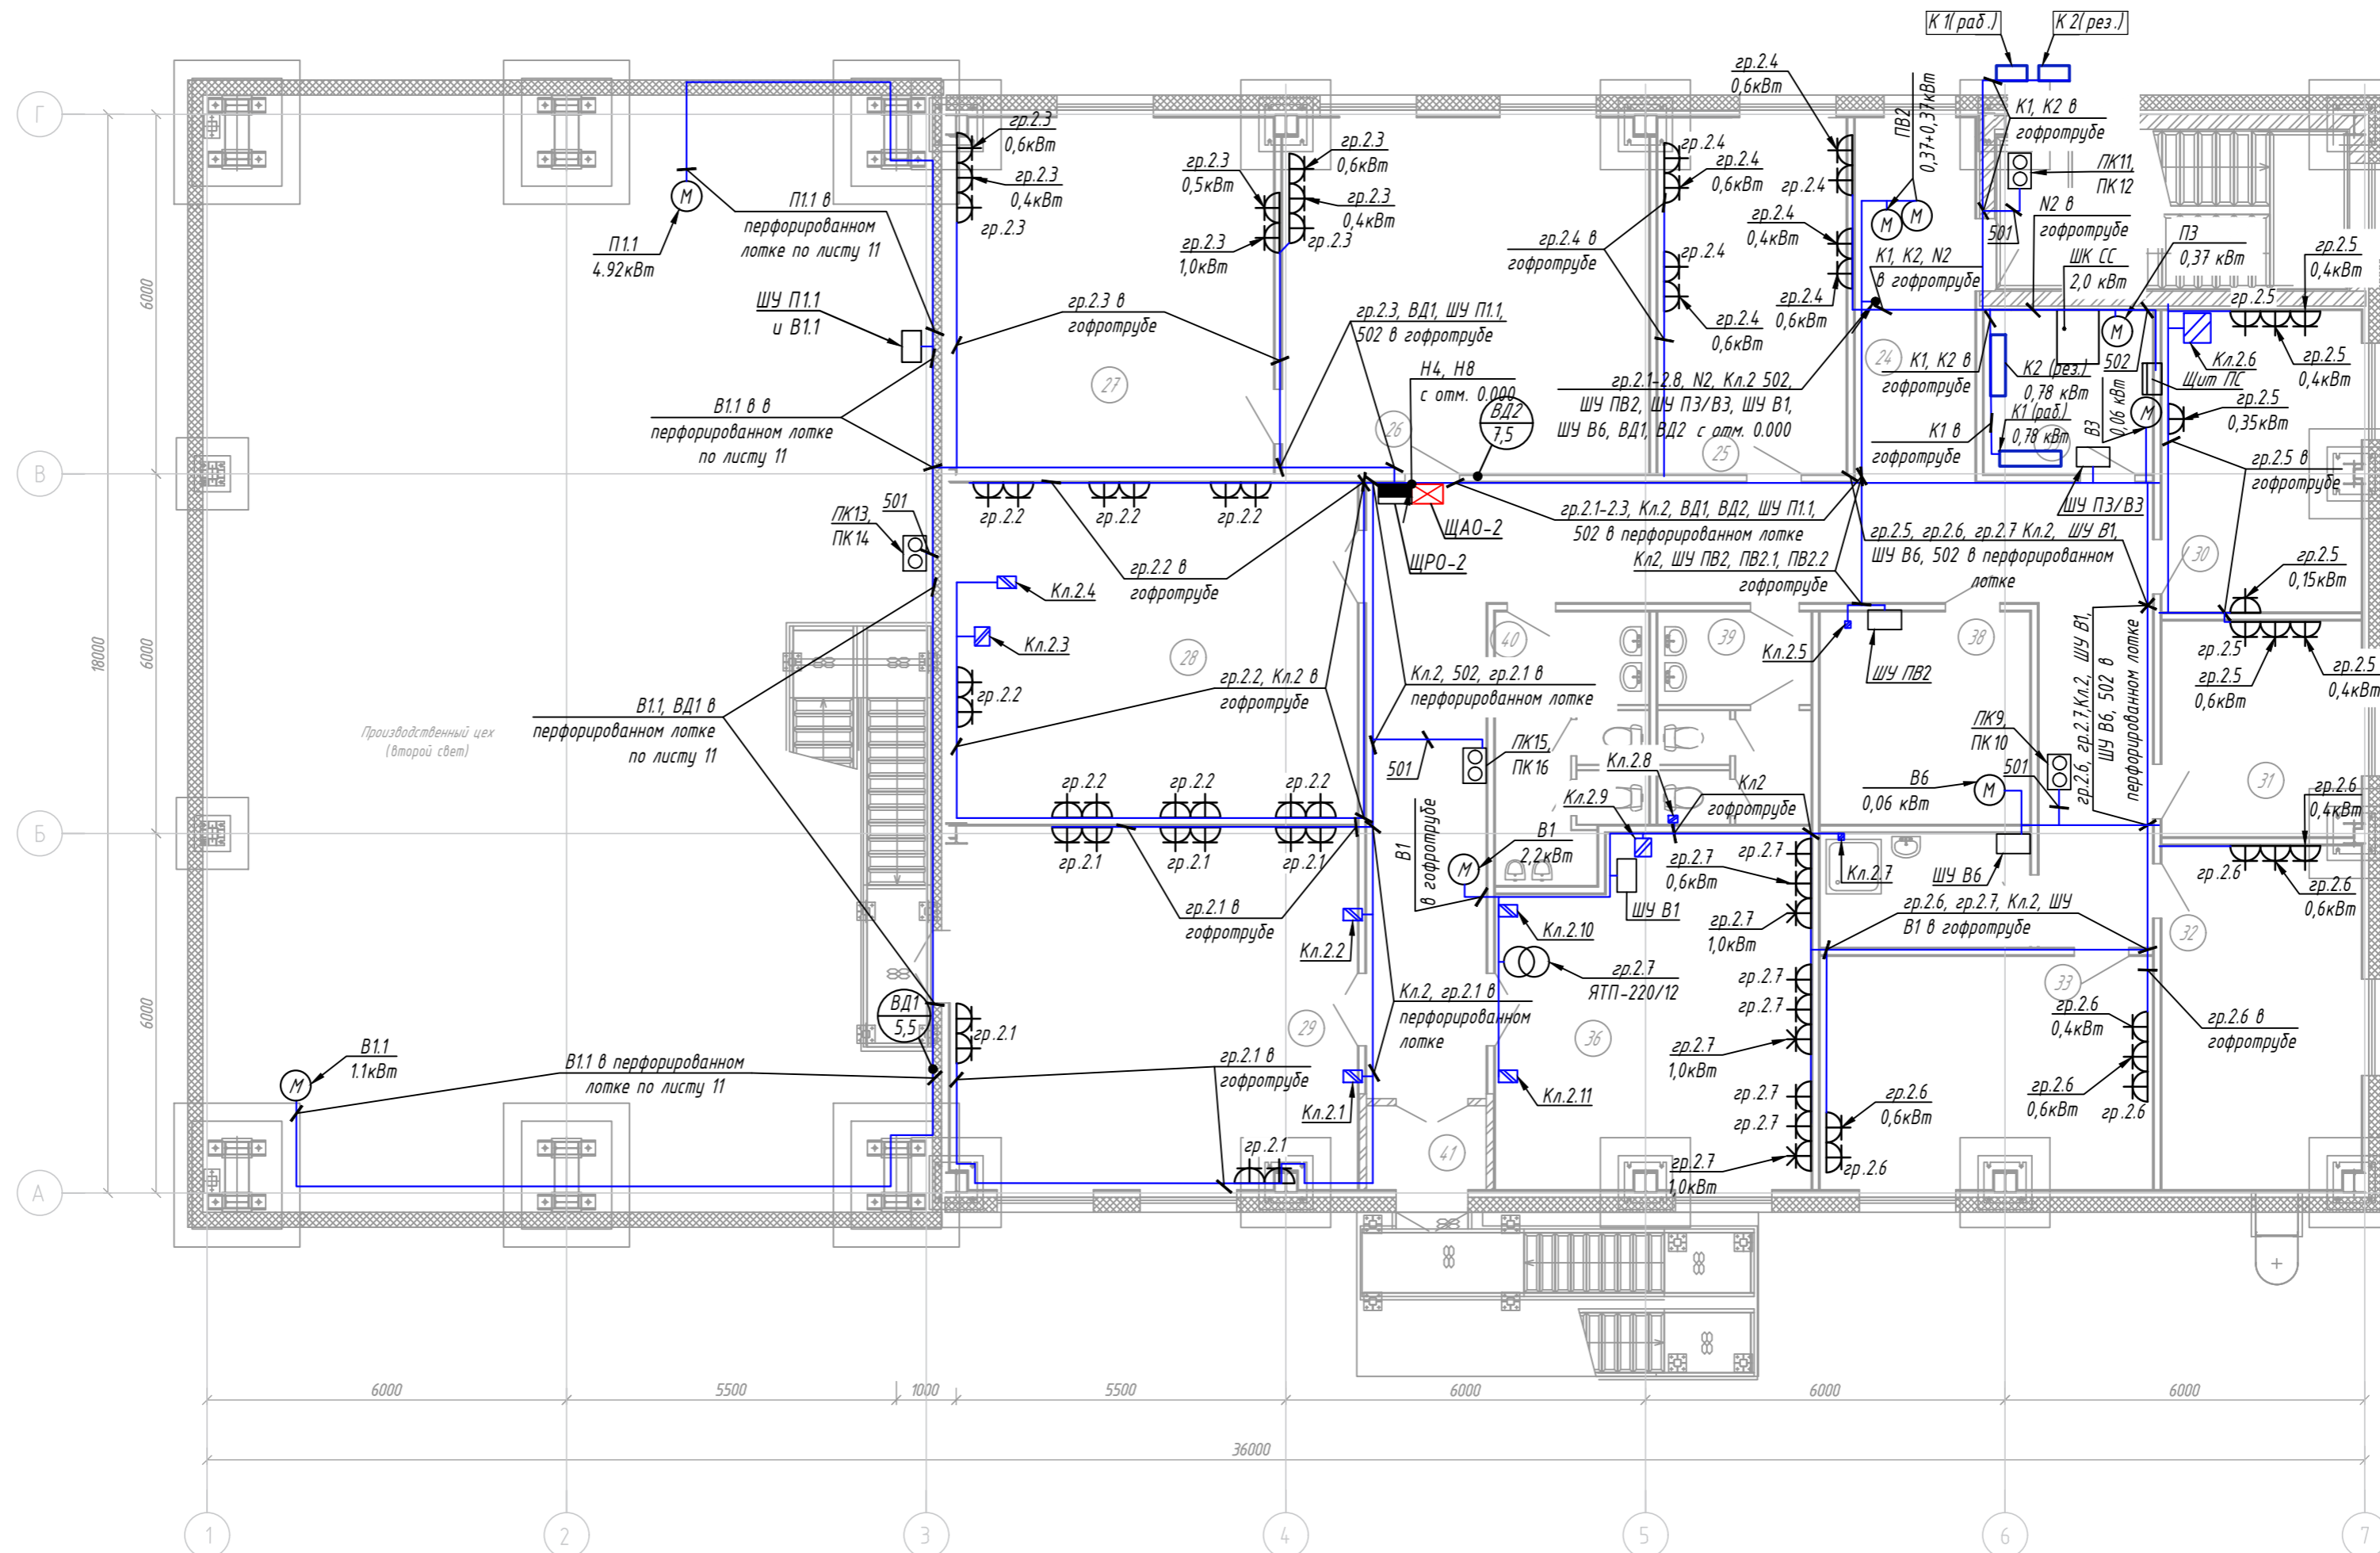 К 1(раб.)
К 2(рез.)
Г
В
Б
А
6000
6000
6000
18000
гр.2.3
0,6кВт
гр.2.3
0,4кВт
гр.2.3
гр.2.3
0,5кВт
гр.2.3
1,0кВт
гр.2.3
0,6кВт
гр.2.3
0,4кВт
гр.2.3
гр.2.4
0,6кВт
гр.2.4
гр.2.4
0,6кВт
гр.2.4
гр.2.4
0,4кВт
гр.2.4
гр.2.4
0,6кВт
гр.2.4
0,6кВт
ПВ2
0,37+0,37кВт
К1, К2 в
гофротрубе
ПК11,
ПК12
501
N2 в
гофротрубе
ШК СС
2,0 кВт
П3
0,37 кВт
гр.2.5
0,4кВт
гр.2.5
гр.2.5
0,4кВт
Кл.2.6
Щит ПС
гр.2.5
0,35кВт
гр.2.5 в
гофротрубе
М
П1.1
4.92кВт
П1.1 в
перфорированном
лотке по листу 11
ШУ П1.1
и В1.1
В1.1 в в
перфорированном лотке
по листу 11
гр.2.3 в
гофротрубе
27
гр.2.3, ВД1, ШУ П1.1,
502 в гофротрубе
Н4, Н8
с отм. 0.000
ВД2
7,5
26
гр.2.4 в
гофротрубе
М
М
К1, К2, N2
в гофротрубе
гр.2.1-2.8, N2, Кл.2 502,
ШУ ПВ2, ШУ П3/В3, ШУ В1,
ШУ В6, ВД1, ВД2 с отм. 0.000
25
24
К1, К2 в
гофротрубе
К2 (рез.)
0,78 кВт
К1 (раб.)
0,78 кВт
К1 в
гофротрубе
М
502
В3
0,06 кВт
М
ШУ П3/В3
ПК13,
ПК14
501
гр.2.2
гр.2.2
гр.2.2
гр.2.2 в
гофротрубе
ЩАО-2
ЩРО-2
гр.2.1-2.3, Кл.2, ВД1, ВД2, ШУ П1.1,
502 в перфорированном лотке
Кл2, ШУ ПВ2, ПВ2.1, ПВ2.2
гофротрубе
гр.2.5, гр.2.6, гр.2.7 Кл.2, ШУ В1,
ШУ В6, 502 в перфорированном
лотке
30
гр.2.5
0,15кВт
гр.2.5
гр.2.5
0,6кВт
гр.2.5
0,4кВт
Кл.2.4
Кл.2.3
28
гр.2.2
гр.2.2, Кл.2 в
гофротрубе
Кл.2, 502, гр.2.1 в
перфорированном лотке
40
39
38
Кл.2.5
ШУ ПВ2
Производственный цех
(второй свет)
В1.1, ВД1 в
перфорированном лотке
по листу 11
гр.2.2
гр.2.2
гр.2.2
гр.2.1
гр.2.1
гр.2.1
гр.2.1 в
гофротрубе
501
ПК15,
ПК16
Кл.2.8
Кл.2.9
Кл2
гофротрубе
В1
2,2кВт
М
В1
в гофротрубе
ШУ В1
ПК9,
ПК10
501
В6
0,06 кВт
М
ШУ В6
Кл.2.7
гр.2.6, гр.2.7,Кл.2, ШУ В1,
ШУ В6, 502 в
перфорированном лотке
31
гр.2.6
0,4кВт
гр.2.6
гр.2.6
0,6кВт
32
гр.2.7
гр.2.7
0,6кВт
гр.2.7
1,0кВт
гр.2.6, гр.2.7, Кл.2, ШУ
В1 в гофротрубе
33
Кл.2.2
Кл.2.10
гр.2.7
ЯТП-220/12
Кл.2, гр.2.1 в
перфорированном
лотке
29
36
гр.2.7
гр.2.7
гр.2.7
1,0кВт
гр.2.6
0,4кВт
гр.2.6
0,6кВт
гр.2.6
гр.2.6 в
гофротрубе
ВД1
5,5
гр.2.1
В1.1
1.1кВт
М
В1.1 в перфорированном
лотке по листу 11
гр.2.1 в
гофротрубе
гр.2.1
Кл.2.1
Кл.2.11
41
гр.2.7
гр.2.7
гр.2.7
1,0кВт
гр.2.6
0,6кВт
гр.2.6
6000
5500
1000
5500
6000
6000
6000
36000
1
2
3
4
5
6
7